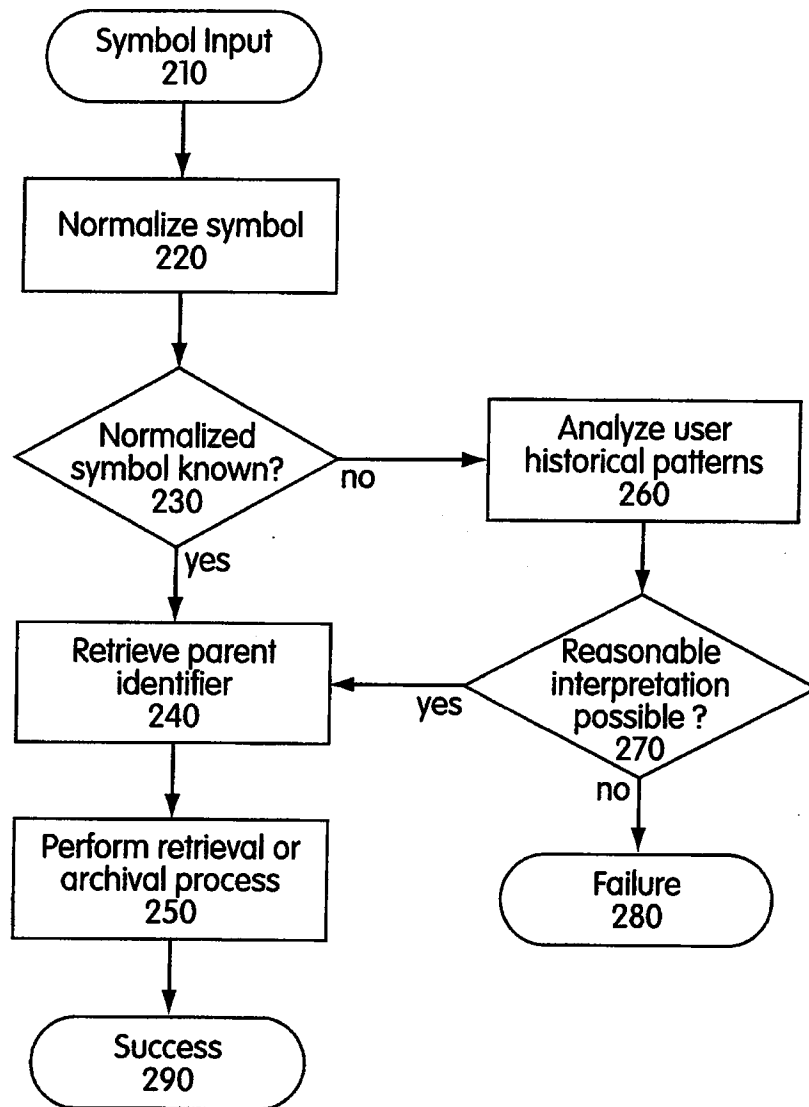 Symbol Input
210
Normalize symbol
220
Normalized
symbol known?
230
no
yes
Analyze user
historical patterns
260
Retrieve parent
identifier
240
Reasonable
interpretation
possible ?
270
yes
no
Perform retrieval or
archival process
250
Failure
280
Success
290